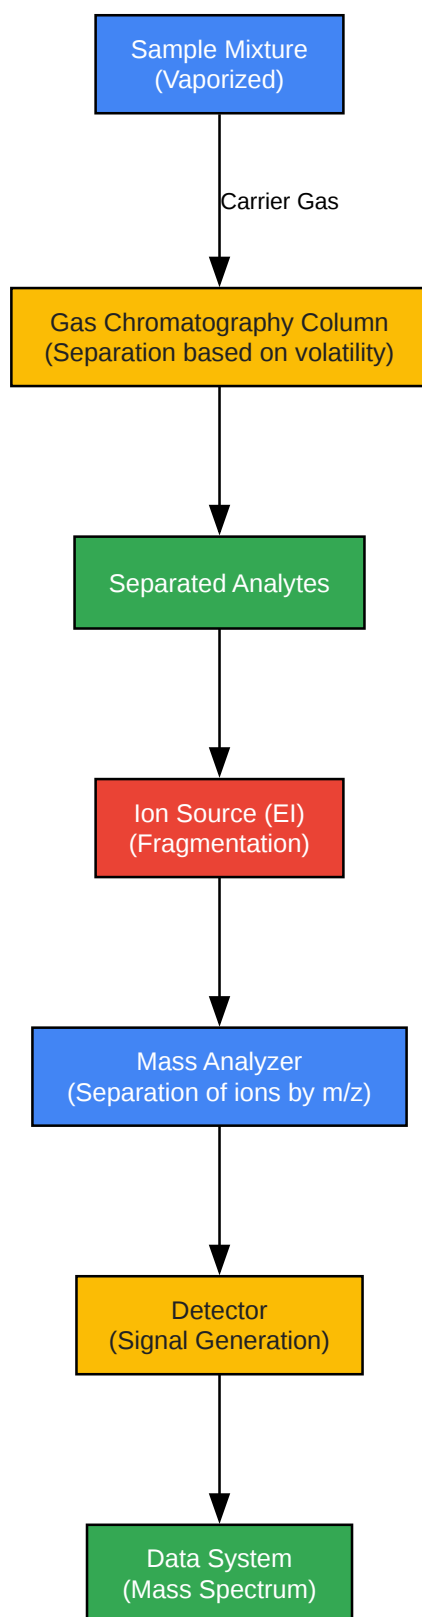 Sample Mixture
(Vaporized)
Carrier Gas
Gas Chromatography Column
(Separation based on volatility)
Separated Analytes
Ion Source (EI)
(Fragmentation)
Mass Analyzer
(Separation of ions by m/z)
Detector
(Signal Generation)
Data System
(Mass Spectrum)